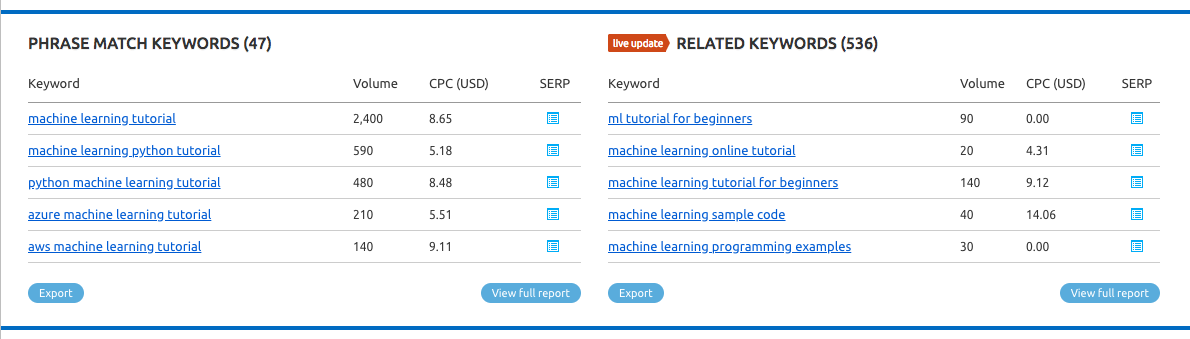 PHRASE MATCH KEYWORDS (47)
Keyword Volume CPC (USD) SERP
machine learning tutorial 2,400 8.65
machine learning python tutorial 590 5.18
python machine learning tutorial 480 8.48
azure machine learning tutorial 210 5.51
aws machine learning tutorial 140 9.11
Export View full report
live update RELATED KEYWORDS (536)
Keyword Volume CPC (USD) SERP
ml tutorial for beginners 90 0.00
machine learning online tutorial 20 4.31
machine learning tutorial for beginners 140 9.12
machine learning sample code 40 14.06
machine learning programming examples 30 0.00
Export View full report